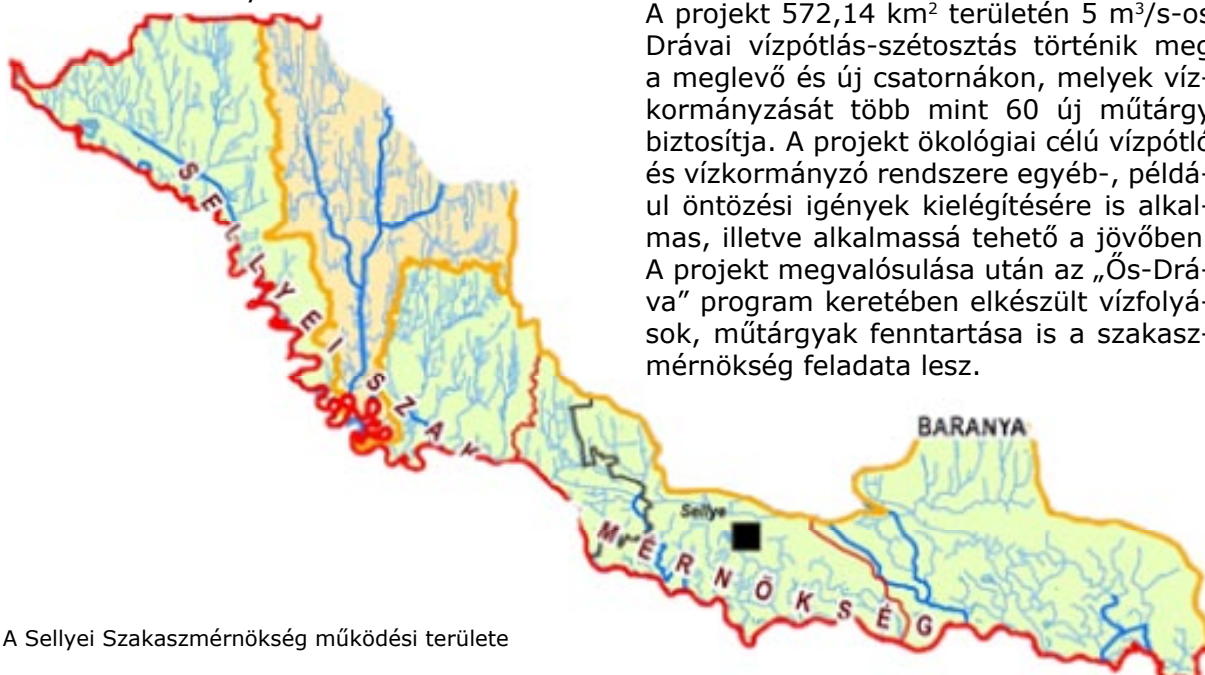 A projekt 572,14 km² területén 5 m³/s-os
Drávai vízpótlás-szétosztás történik meg
a meglevő és új csatornákon, melyek víz-
kormányzását több mint 60 új műtárgy
biztosítja. A projekt ökológiai célú vízpótló
és vízkormányzó rendszere egyéb-, példá-
ul öntözési igények kielégítésére is alkal-
mas, illetve alkalmassá tehető a jövőben
A projekt megvalósulása után az „Ős-Drá-
va” program keretében elkészült vízfolyá-
sok, műtárgyak fenntartása is a szakasz-
mérnökség feladata lesz.
SELLYEI SZAK
MÉRNÖKSÉG
BARANYA
Sellye
A Sellyei Szakaszmérnökség működési területe